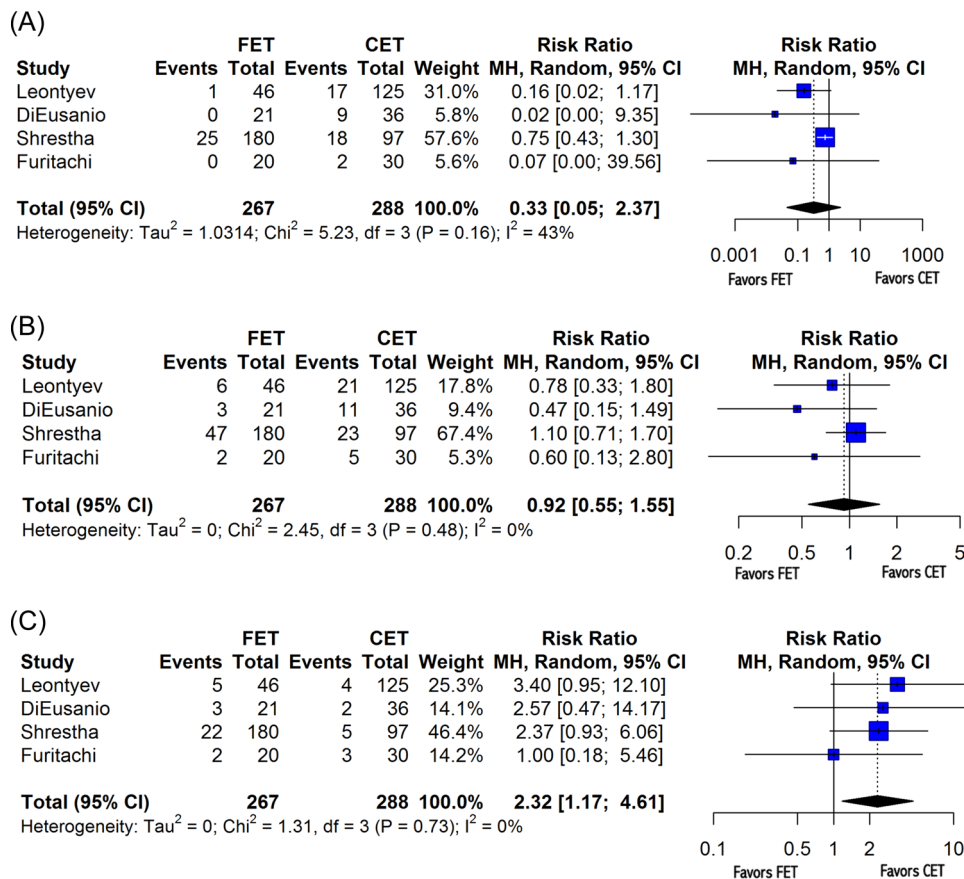 (A)
FET CET Risk Ratio Risk Ratio
Study Events Total Events Total Weight MH, Random, 95% CI MH, Random, 95% CI
Leontyev 1 46 17 125 31.0% 0.16 [0.02; 1.17]
DiEusanio 0 21 9 36 5.8% 0.02 [0.00; 9.35]
Shrestha 25 180 18 97 57.6% 0.75 [0.43; 1.30]
Furitachi 0 20 2 30 5.6% 0.07 [0.00; 39.56]
Total (95% CI) 267 288 100.0% 0.33 [0.05; 2.37]
Heterogeneity: Tau² = 1.0314; Chi² = 5.23, df = 3 (P = 0.16); I² = 43%
0.001 0.1 1 10 1000
Favors FET Favors CET
(B)
FET CET Risk Ratio Risk Ratio
Study Events Total Events Total Weight MH, Random, 95% CI MH, Random, 95% CI
Leontyev 6 46 21 125 17.8% 0.78 [0.33; 1.80]
DiEusanio 3 21 11 36 9.4% 0.47 [0.15; 1.49]
Shrestha 47 180 23 97 67.4% 1.10 [0.71; 1.70]
Furitachi 2 20 5 30 5.3% 0.60 [0.13; 2.80]
Total (95% CI) 267 288 100.0% 0.92 [0.55; 1.55]
Heterogeneity: Tau² = 0; Chi² = 2.45, df = 3 (P = 0.48); I² = 0%
0.2 0.5 1 2 5
Favors FET Favors CET
(C)
FET CET Risk Ratio Risk Ratio
Study Events Total Events Total Weight MH, Random, 95% CI MH, Random, 95% CI
Leontyev 5 46 4 125 25.3% 3.40 [0.95; 12.10]
DiEusanio 3 21 2 36 14.1% 2.57 [0.47; 14.17]
Shrestha 22 180 5 97 46.4% 2.37 [0.93; 6.06]
Furitachi 2 20 3 30 14.2% 1.00 [0.18; 5.46]
Total (95% CI) 267 288 100.0% 2.32 [1.17; 4.61]
Heterogeneity: Tau² = 0; Chi² = 1.31, df = 3 (P = 0.73); I² = 0%
0.1 0.5 1 2 10
Favors FET Favors CET